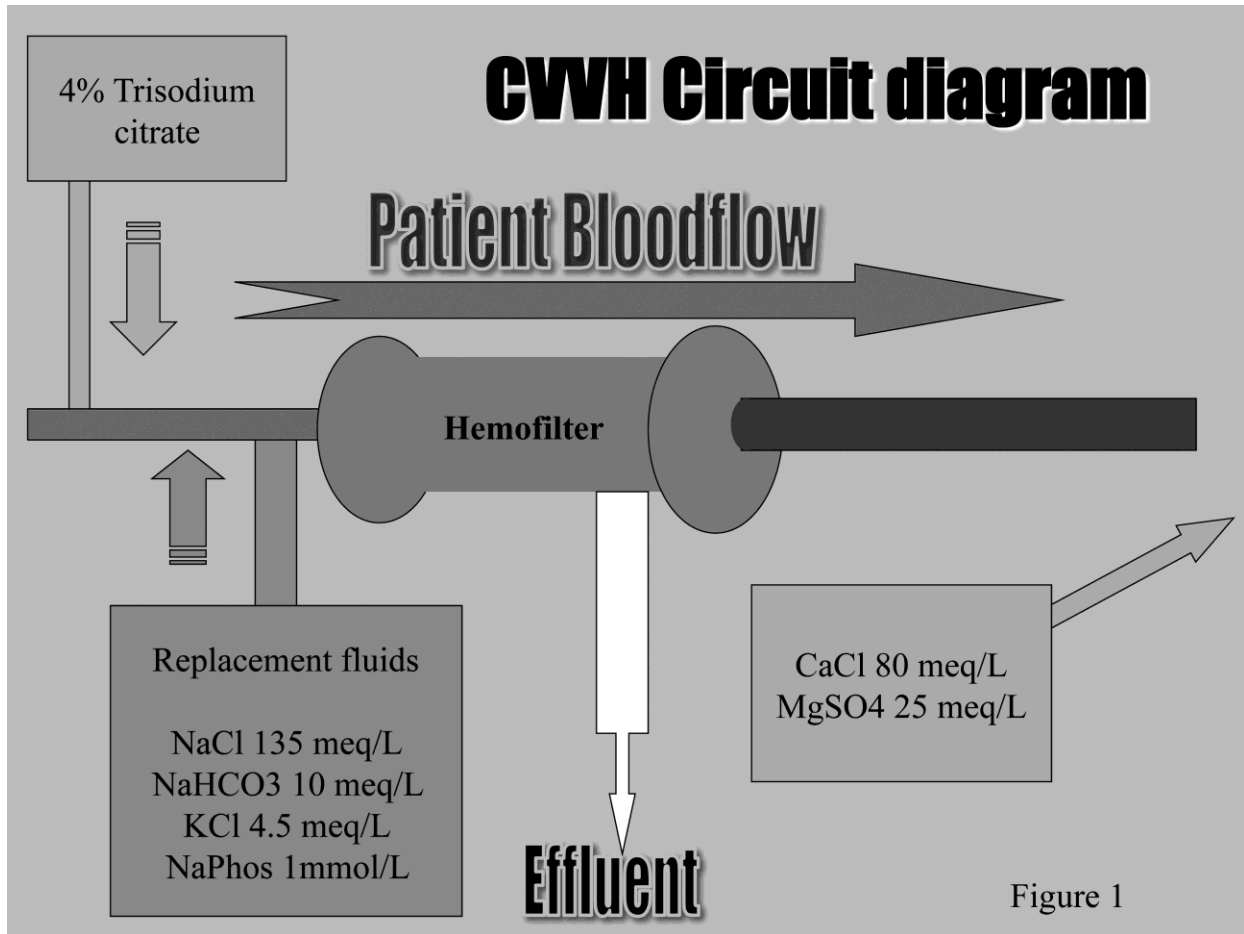 4% Trisodium
citrate
CVVH Circuit diagram
Patient Bloodflow
Hemofilter
Replacement fluids
NaCl 135 meq/L
NaHCO3 10 meq/L
KCl 4.5 meq/L
NaPhos 1mmol/L
CaCl 80 meq/L
MgSO4 25 meq/L
Effluent
Figure 1